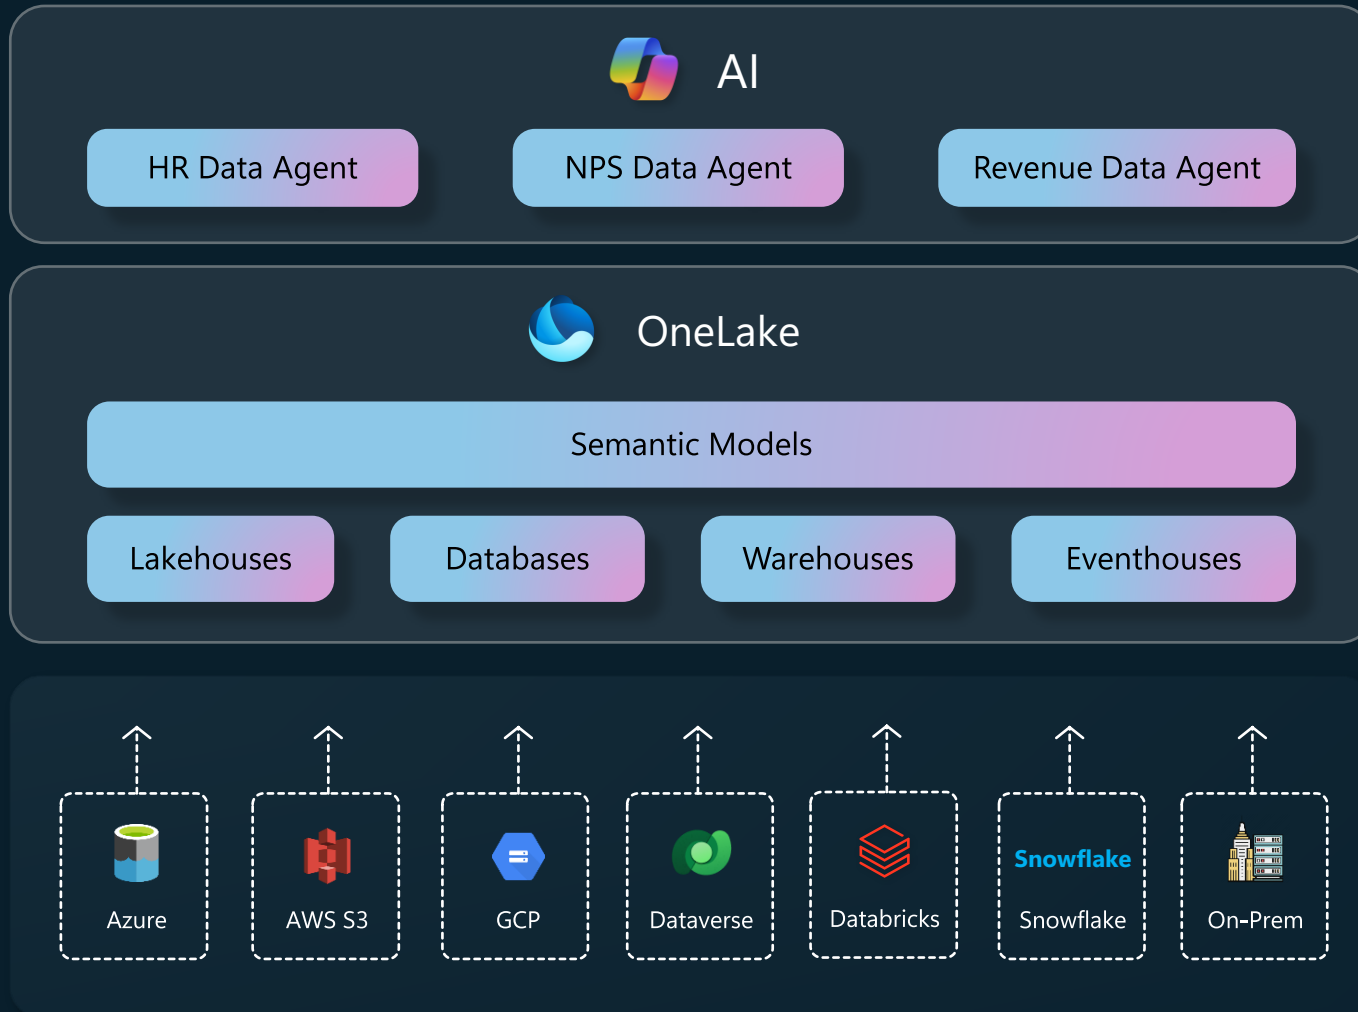 AI
HR Data Agent
NPS Data Agent
Revenue Data Agent
OneLake
Semantic Models
Lakehouses
Databases
Warehouses
Eventhouses
Snowflake
Azure
AWS S3
GCP
Dataverse
Databricks
Snowflake
On-Prem